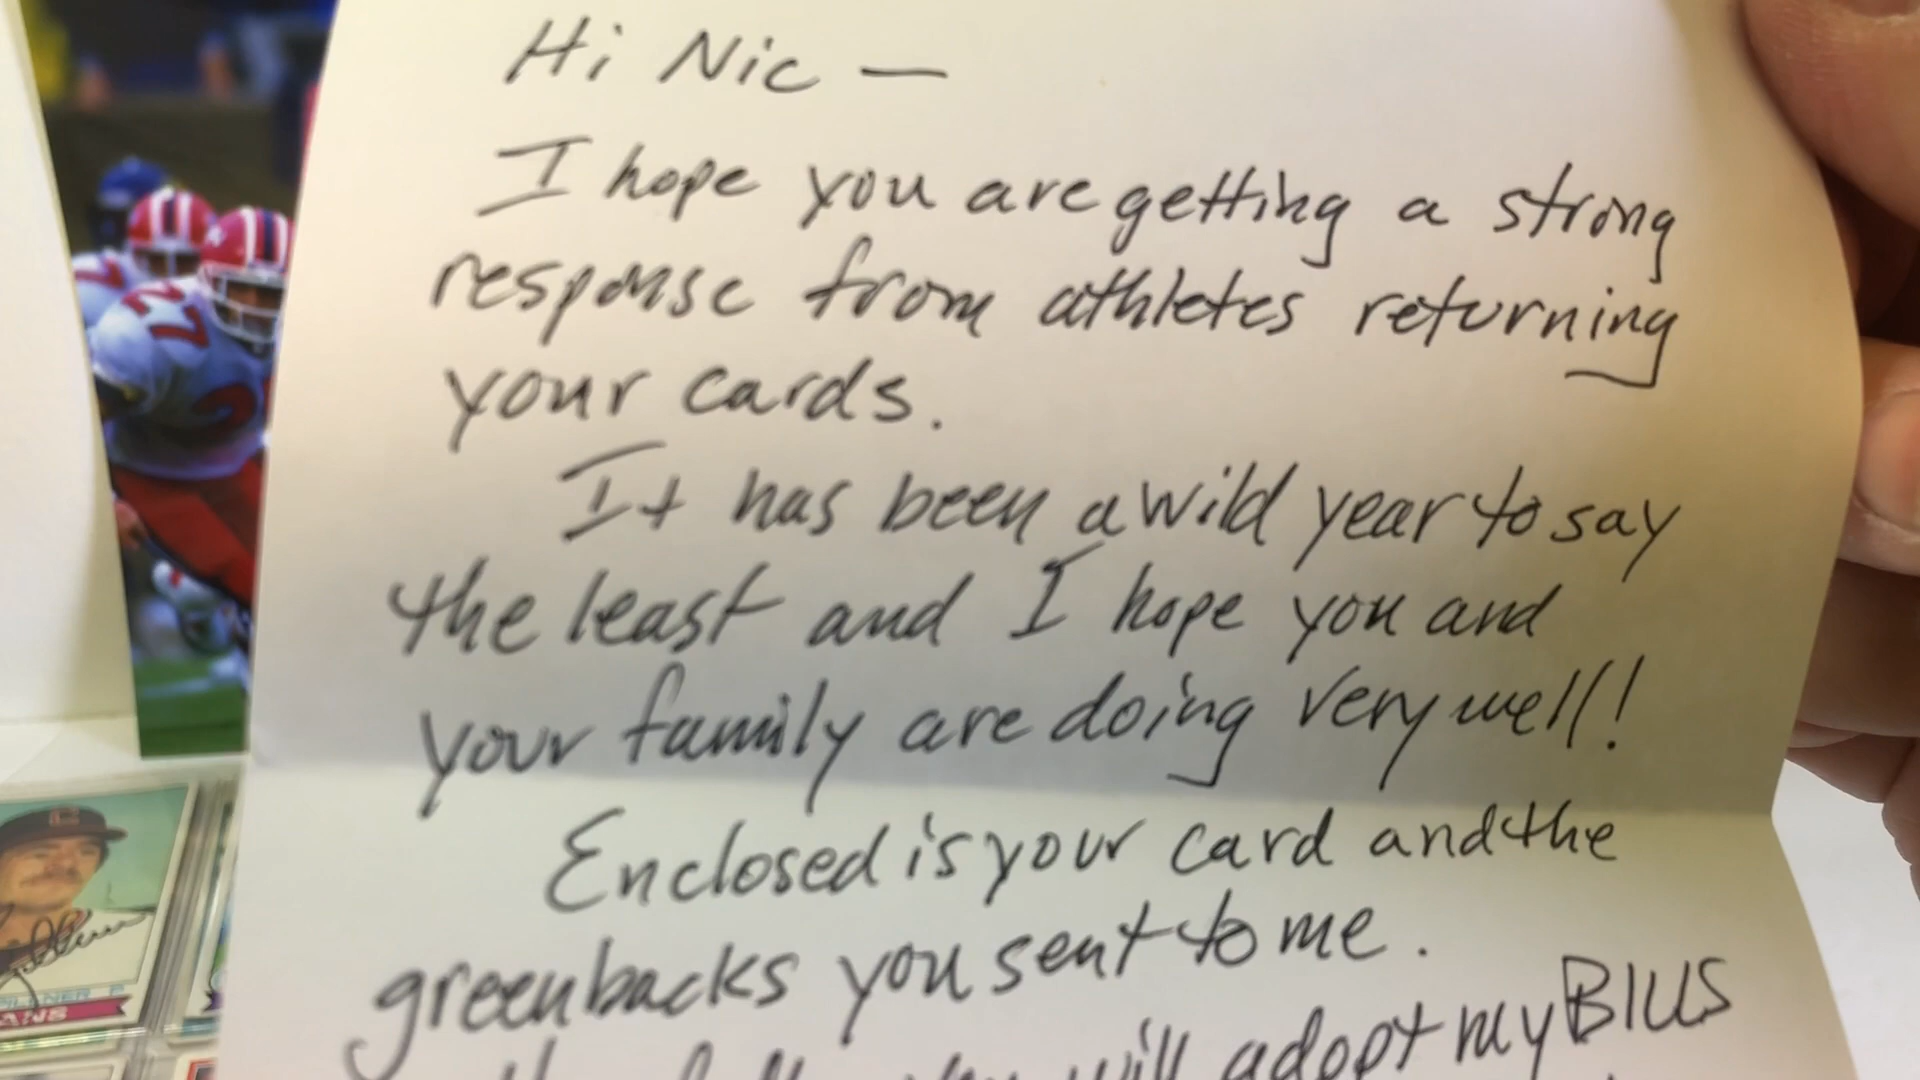 Hi Nic —
I hope you are getting a strong
response from athletes returning
your cards.
It has been a wild year to say
the least and I hope you and
your family are doing very well!
Enclosed is your card and the
greenbacks you sent to me.
will adopt my BILLS
27